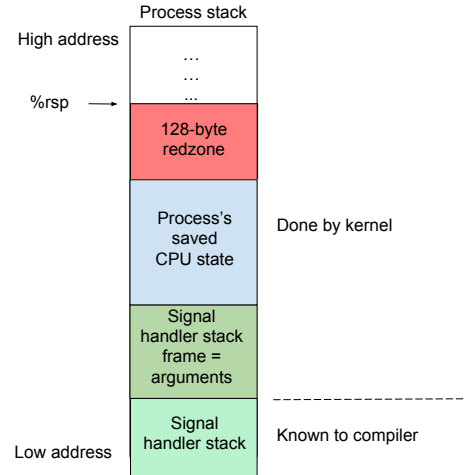 Process stack
High address
…
…
...
%rsp
128-byte
redzone
Process's
saved
CPU state
Done by kernel
Signal
handler stack
frame =
arguments
Signal
handler stack
Known to compiler
Low address